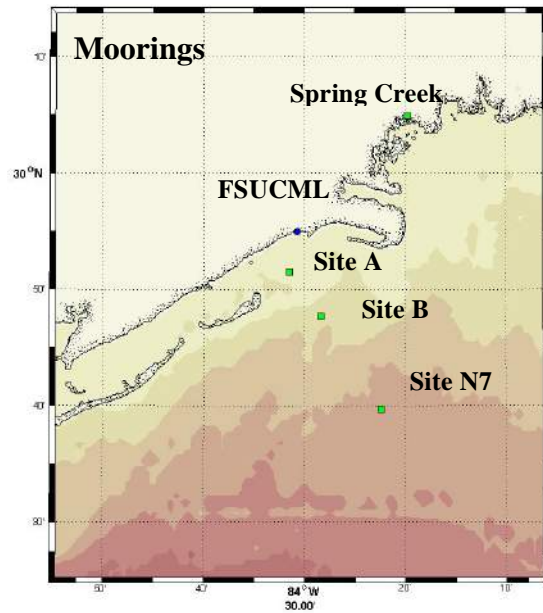 Moorings
10'
Spring Creek
30°N
FSUCML
Site A
50'
Site B
Site N7
40'
30'
50'
40'
84°W
30.00'
20'
10'